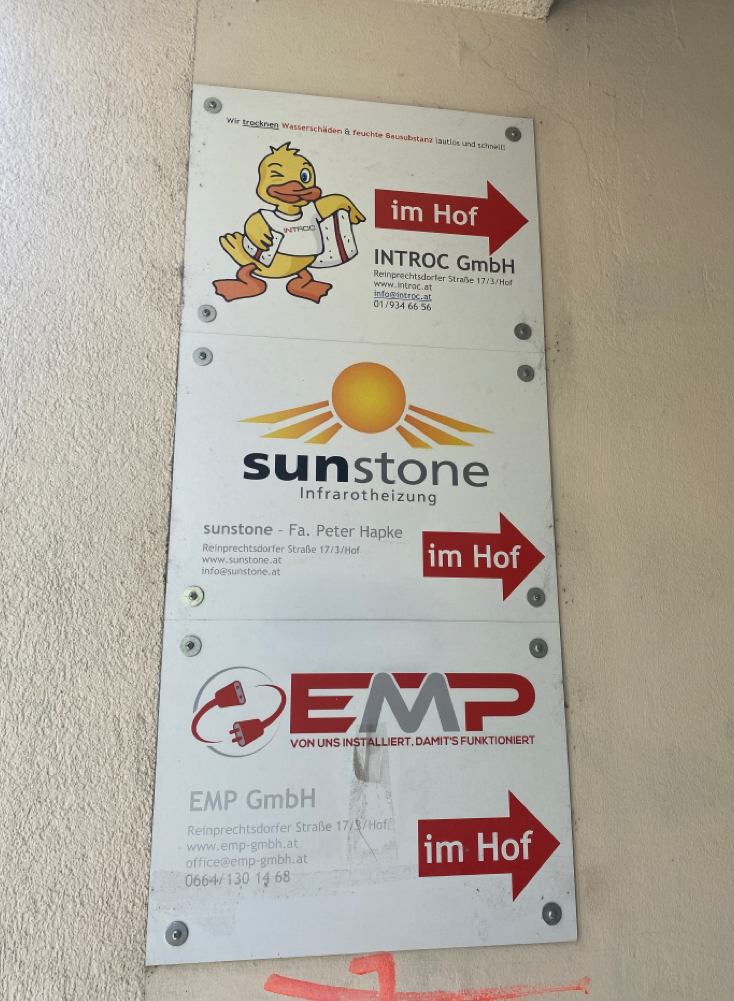 Wir trocknen Wasserschäden & feuchte Bausubstanz lautlos und schnell!
INTROC
im Hof
INTROC GmbH
Reinprechtsdorfer Straße 17/3/Hof
www.introc.at
info@introc.at
01/934 66 56
sunstone
Infrarotheizung
sunstone – Fa. Peter Hapke
Reinprechtsdorfer Straße 17/3/Hof
www.sunstone.at
info@sunstone.at
im Hof
EMP
VON UNS INSTALLIERT, DAMIT'S FUNKTIONIERT
EMP GmbH
Reinprechtsdorfer Straße 17/3/Hof
www.emp-gmbh.at
office@emp-gmbh.at
0664/130 14 68
im Hof